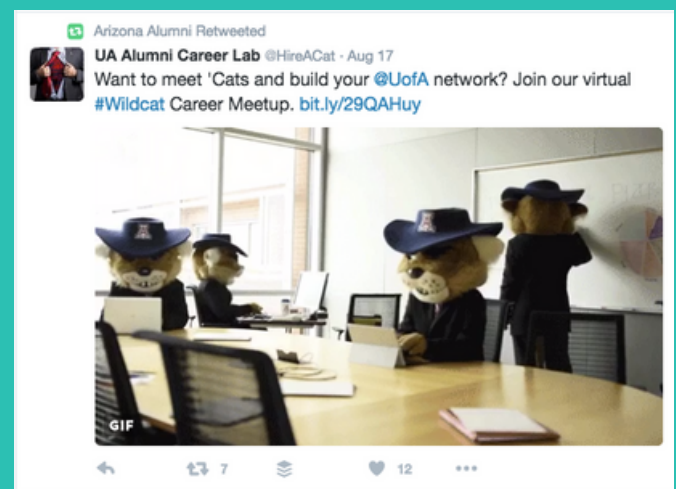 Arizona Alumni Retweeted
UA Alumni Career Lab @HireACat · Aug 17
Want to meet 'Cats and build your @UofA network? Join our virtual
#Wildcat Career Meetup. bit.ly/29QAHuy
A
A
GIF
7
12